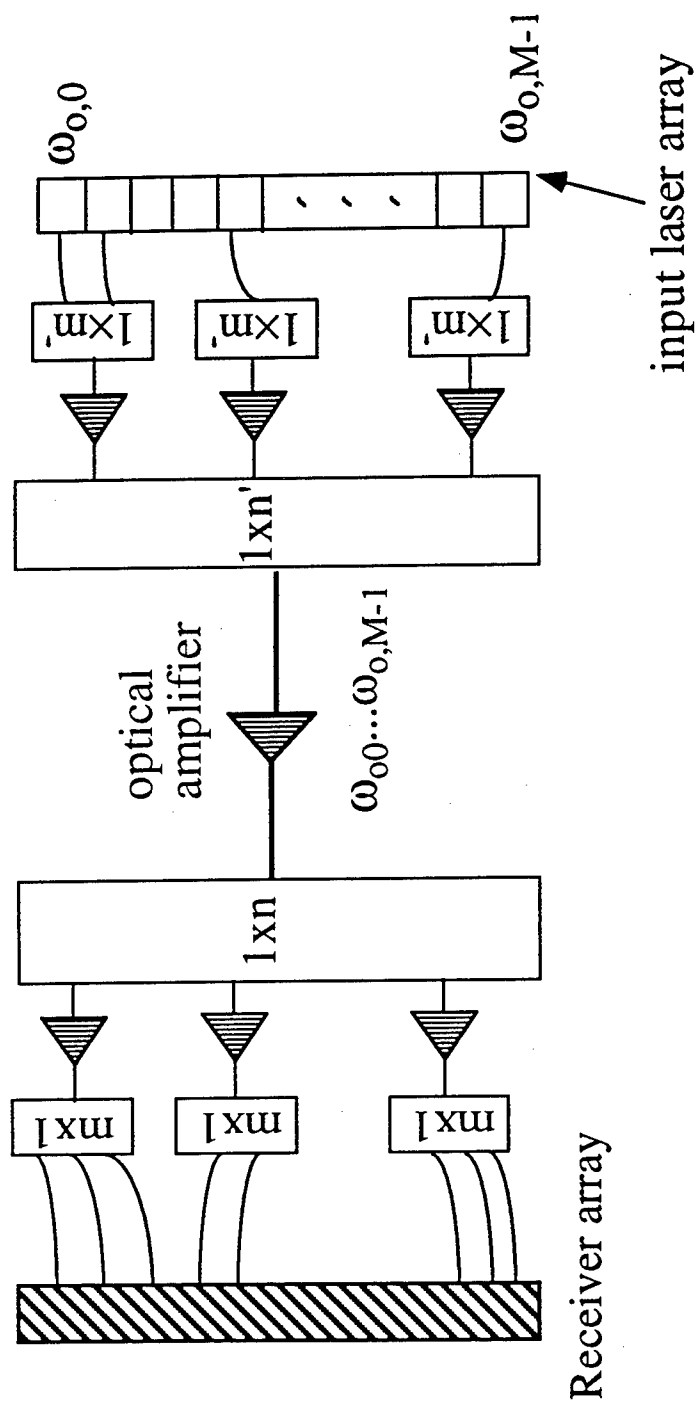 ω₀,₀
ω₀,M-1
input laser array
1×m'
1×m'
1×m'
1xn'
optical
amplifier
ω₀₀...ω₀,M-1
1xn
mx1
mx1
mx1
Receiver array